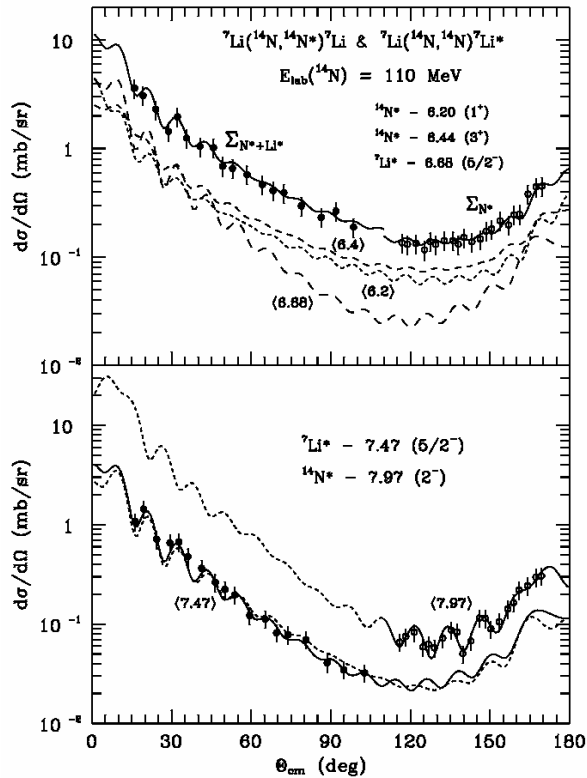 ⁷Li(¹⁴N,¹⁴N*)⁷Li & ⁷Li(¹⁴N,¹⁴N)⁷Li*
E_lab(¹⁴N) = 110 MeV
¹⁴N* - 6.20 (1⁺)
¹⁴N* - 6.44 (3⁺)
⁷Li* - 6.68 (5/2⁻)
Σ_N*+Li*
Σ_N*
⟨6.4⟩
⟨6.2⟩
⟨6.68⟩
dσ/dΩ (mb/sr)
10
1
10⁻¹
10⁻²
⁷Li* - 7.47 (5/2⁻)
¹⁴N* - 7.97 (2⁻)
⟨7.47⟩
⟨7.97⟩
dσ/dΩ (mb/sr)
10
1
10⁻¹
10⁻²
0 30 60 90 120 150 180
Θ_cm (deg)